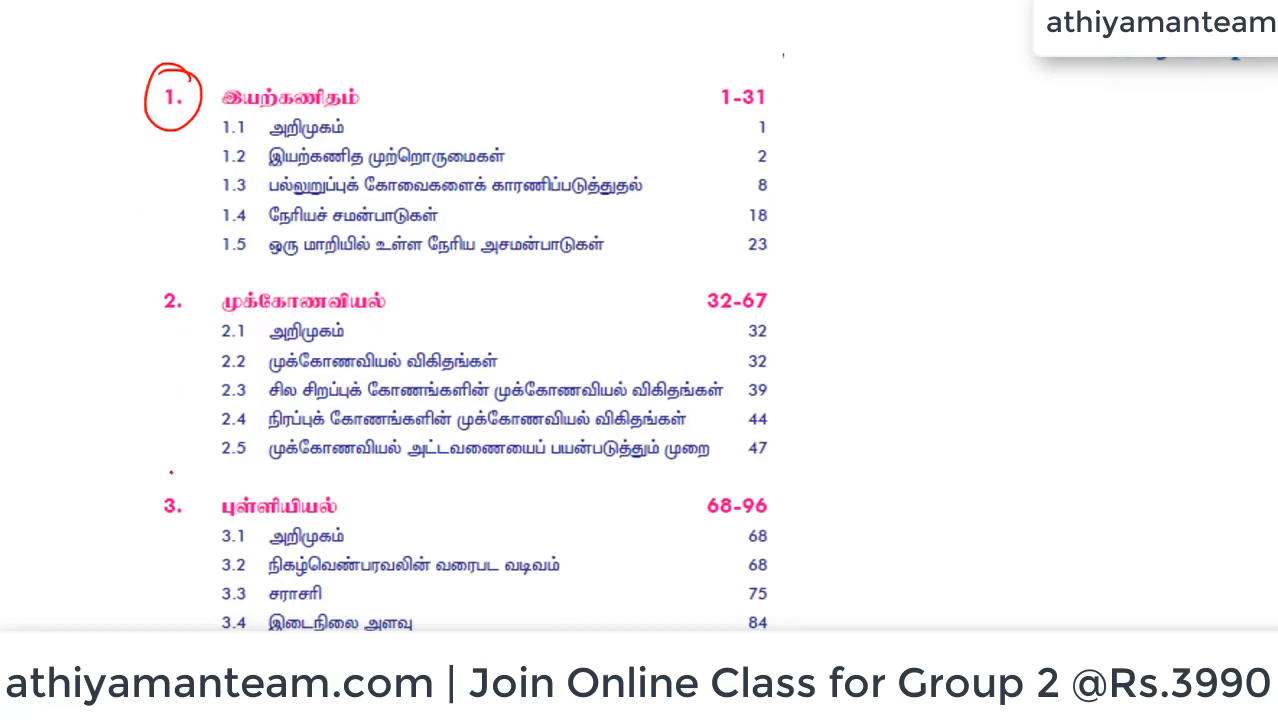 athiyamanteam
1. இயற்கணிதம் 1-31
1.1 அறிமுகம் 1
1.2 இயற்கணித முற்றொருமைகள் 2
1.3 பல்லுறுப்புக் கோவைகளைக் காரணிப்படுத்துதல் 8
1.4 நேரியச் சமன்பாடுகள் 18
1.5 ஒரு மாறியில் உள்ள நேரிய அசமன்பாடுகள் 23
2. முக்கோணவியல் 32-67
2.1 அறிமுகம் 32
2.2 முக்கோணவியல் விகிதங்கள் 32
2.3 சில சிறப்புக் கோணங்களின் முக்கோணவியல் விகிதங்கள் 39
2.4 நிரப்புக் கோணங்களின் முக்கோணவியல் விகிதங்கள் 44
2.5 முக்கோணவியல் அட்டவணையைப் பயன்படுத்தும் முறை 47
3. புள்ளியியல் 68-96
3.1 அறிமுகம் 68
3.2 நிகழ்வெண்பரவலின் வரைபட வடிவம் 68
3.3 சராசரி 75
3.4 இடைநிலை அளவு 84
athiyamanteam.com | Join Online Class for Group 2 @Rs.3990